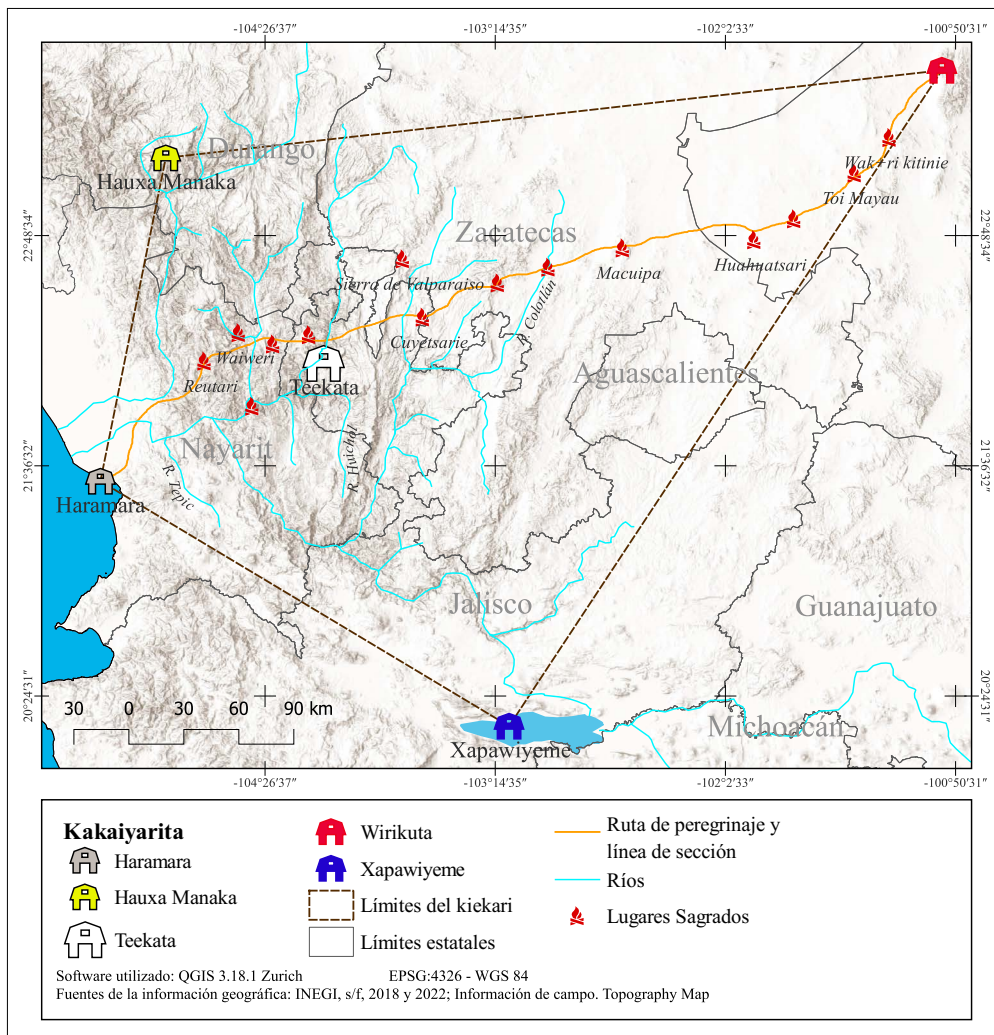 -104°26'37" -103°14'35" -102°2'33" -100°50'31"
Durango
Hauxa Manaka
Wak+ri kitinie
Toi Mayau
22°48'34" 22°48'34"
Zacatecas
Huahuatsari
Macuipa
Sierra de Valparaiso
R. Colotlán
Cuyetsarie
Waiweri
Reutari
Teekata
Aguascalientes
Nayarit
R. Huichol
R. Tepic
21°36'32" 21°36'32"
Haramara
Jalisco
Guanajuato
20°24'31" 20°24'31"
30 0 30 60 90 km
Michoacán
Xapawiyeme
-104°26'37" -103°14'35" -102°2'33" -100°50'31"
Kakaiyarita
Haramara
Hauxa Manaka
Teekata
Wirikuta
Xapawiyeme
Límites del kiekari
Límites estatales
Ruta de peregrinaje y
línea de sección
Ríos
Lugares Sagrados
Software utilizado: QGIS 3.18.1 Zurich EPSG:4326 - WGS 84
Fuentes de la información geográfica: INEGI, s/f, 2018 y 2022; Información de campo. Topography Map